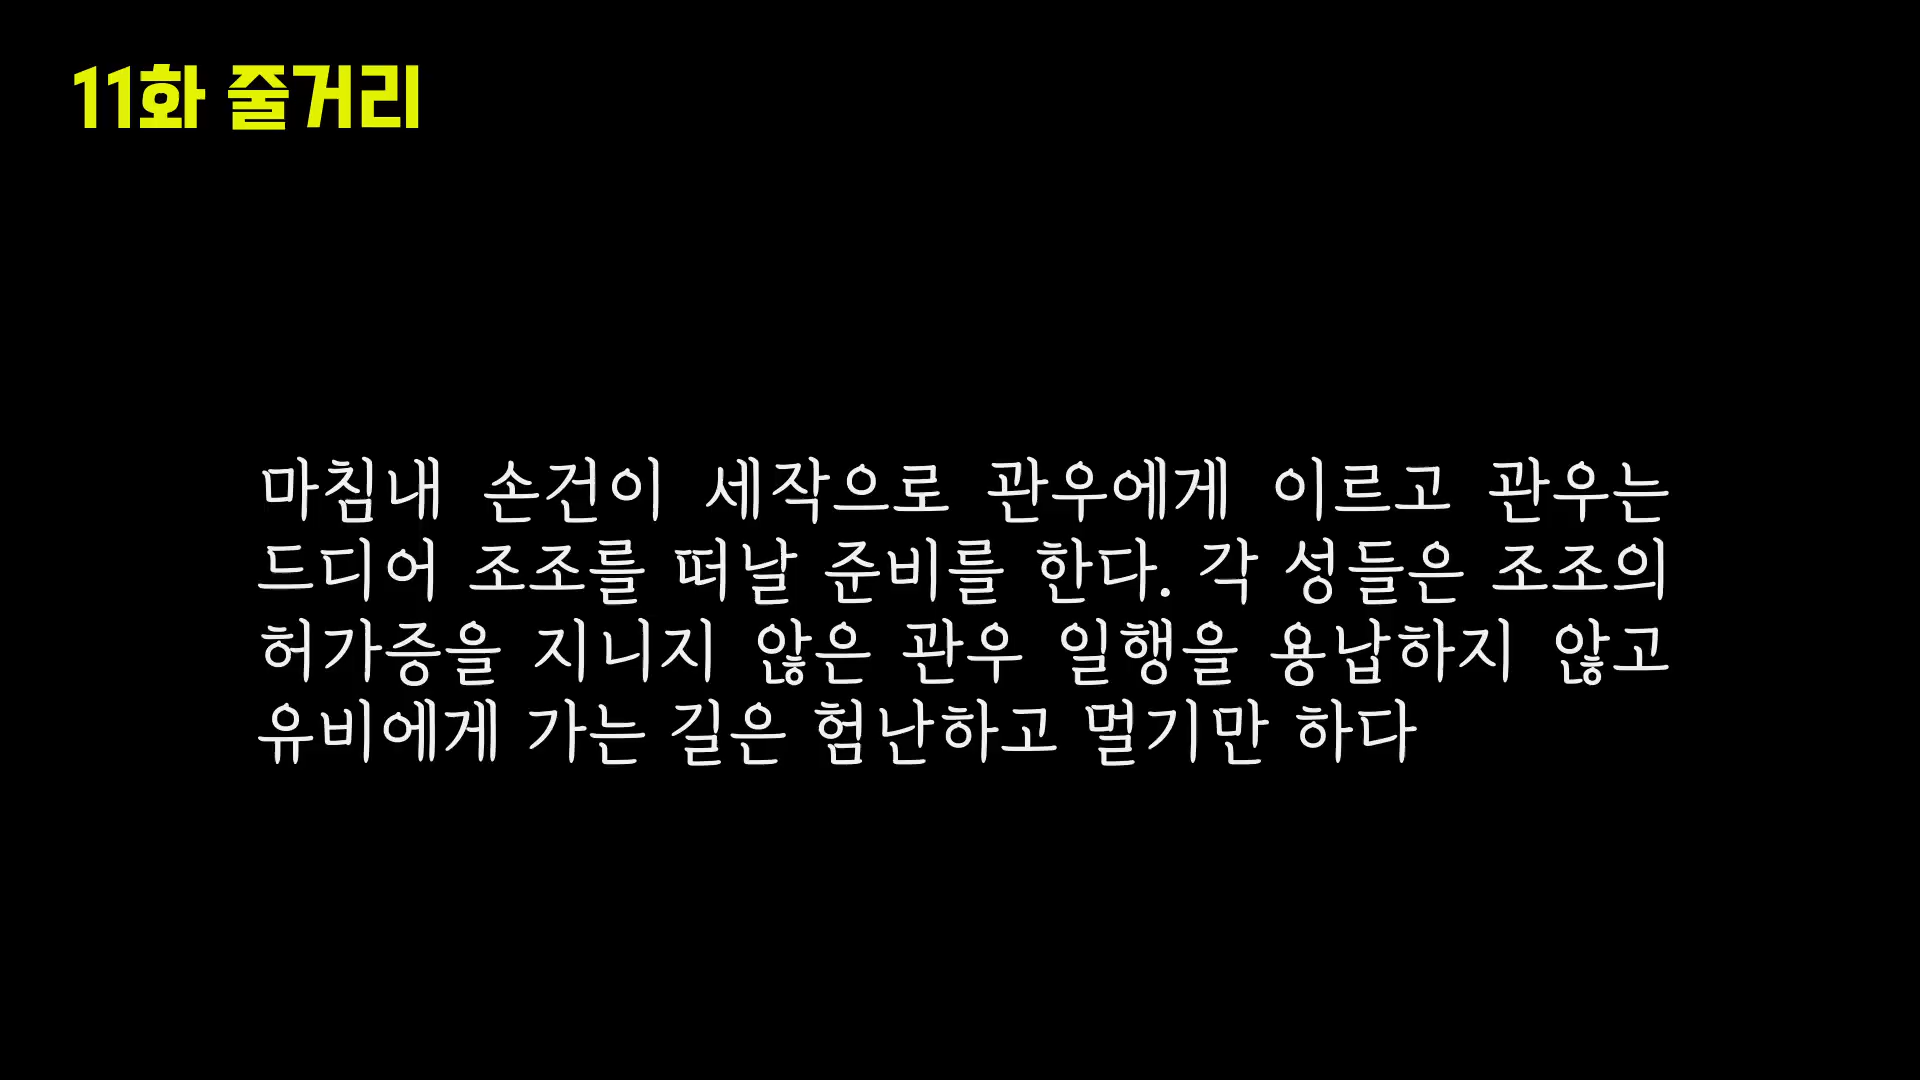 11화 줄거리
마침내 손건이 세작으로 관우에게 이르고 관우는
드디어 조조를 떠날 준비를 한다. 각 성들은 조조의
허가증을 지니지 않은 관우 일행을 용납하지 않고
유비에게 가는 길은 험난하고 멀기만 하다